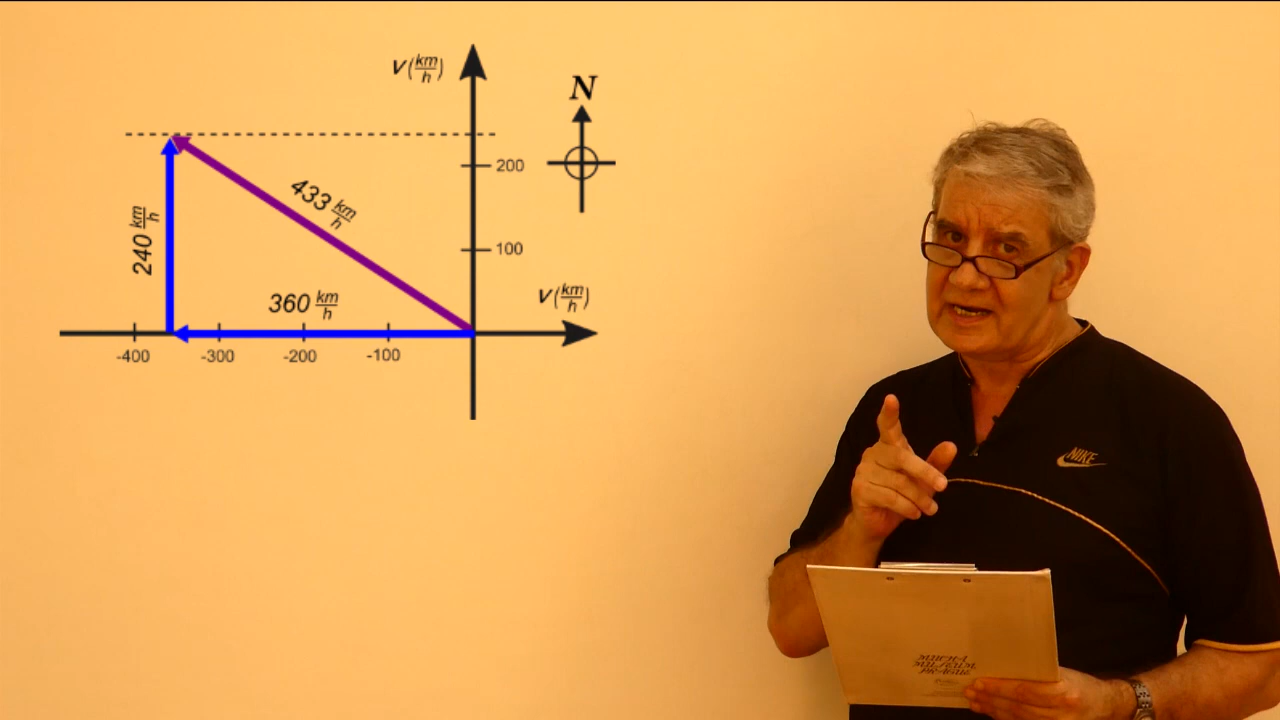 V(km/h)
N
200
433 km/h
240 km/h
100
360 km/h
V(km/h)
-400 -300 -200 -100
NIKE